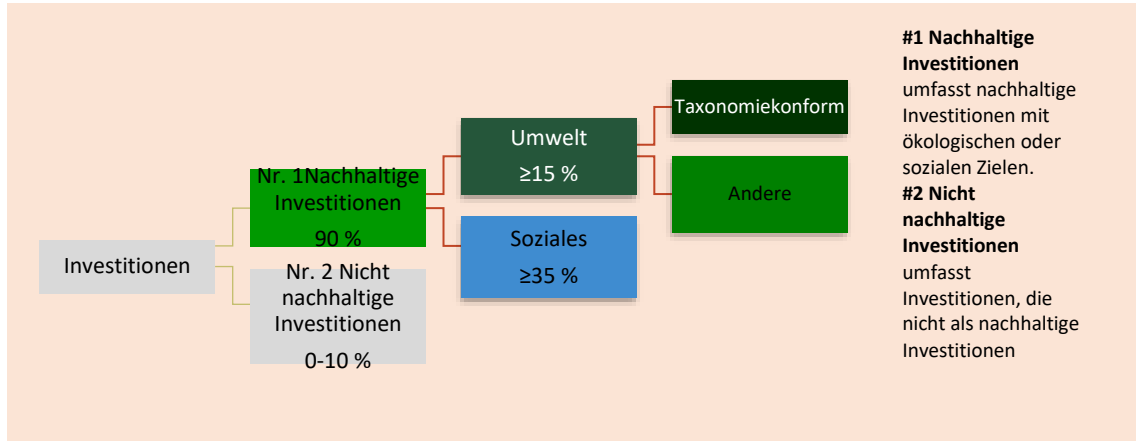 Investitionen
Nr. 1Nachhaltige
Investitionen
90 %
Nr. 2 Nicht
nachhaltige
Investitionen
0-10 %
Umwelt
≥15 %
Soziales
≥35 %
Taxonomiekonform
Andere
#1 Nachhaltige
Investitionen
umfasst nachhaltige
Investitionen mit
ökologischen oder
sozialen Zielen.
#2 Nicht
nachhaltige
Investitionen
umfasst
Investitionen, die
nicht als nachhaltige
Investitionen